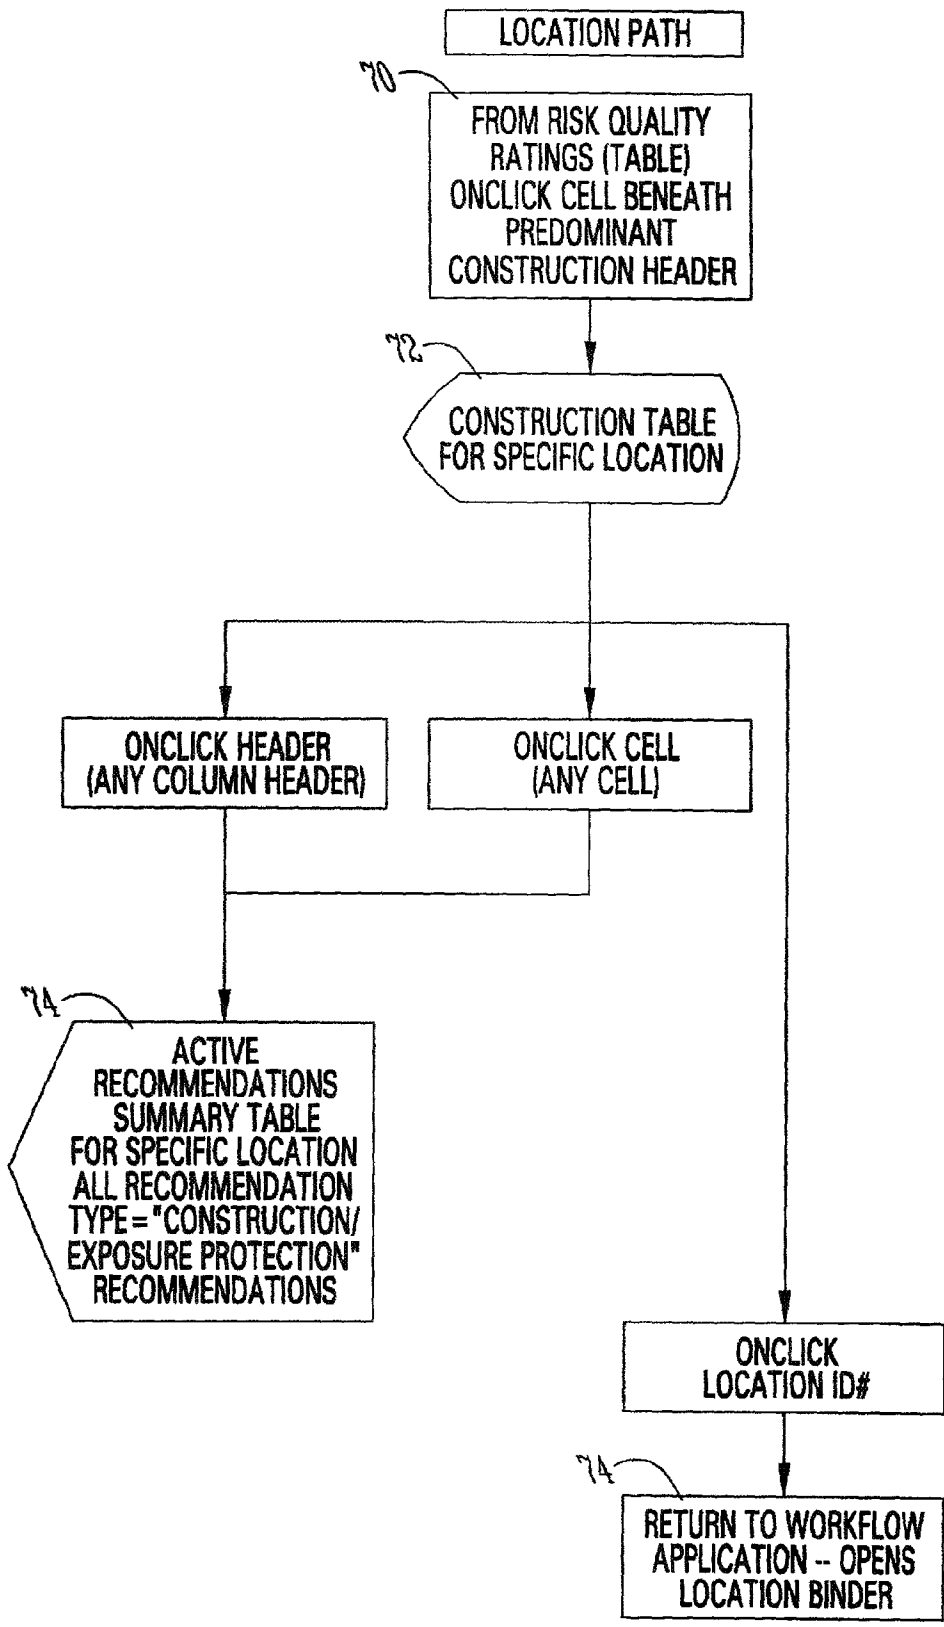 LOCATION PATH
70
FROM RISK QUALITY
RATINGS (TABLE)
ONCLICK CELL BENEATH
PREDOMINANT
CONSTRUCTION HEADER
72
CONSTRUCTION TABLE
FOR SPECIFIC LOCATION
ONCLICK HEADER
(ANY COLUMN HEADER)
ONCLICK CELL
(ANY CELL)
74
ACTIVE
RECOMMENDATIONS
SUMMARY TABLE
FOR SPECIFIC LOCATION
ALL RECOMMENDATION
TYPE="CONSTRUCTION/
EXPOSURE PROTECTION"
RECOMMENDATIONS
ONCLICK
LOCATION ID#
74
RETURN TO WORKFLOW
APPLICATION -- OPENS
LOCATION BINDER